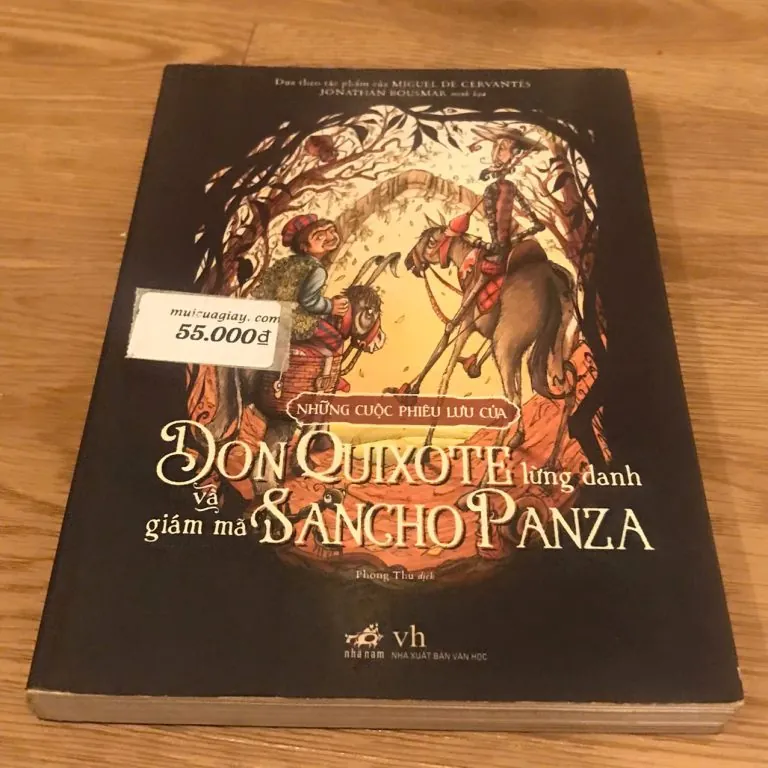 Dựa theo tác phẩm của MIGUEL DE CERVANTÈS
JONATHAN BOUSMAR minh họa
muicuagiay.com
55.000đ
NHỮNG CUỘC PHIÊU LƯU CỦA
DON QUIXOTE lừng danh
và
giám mã SANCHO PANZA
Phong Thu dịch
nhã nam
vh
NHÀ XUẤT BẢN VĂN HỌC